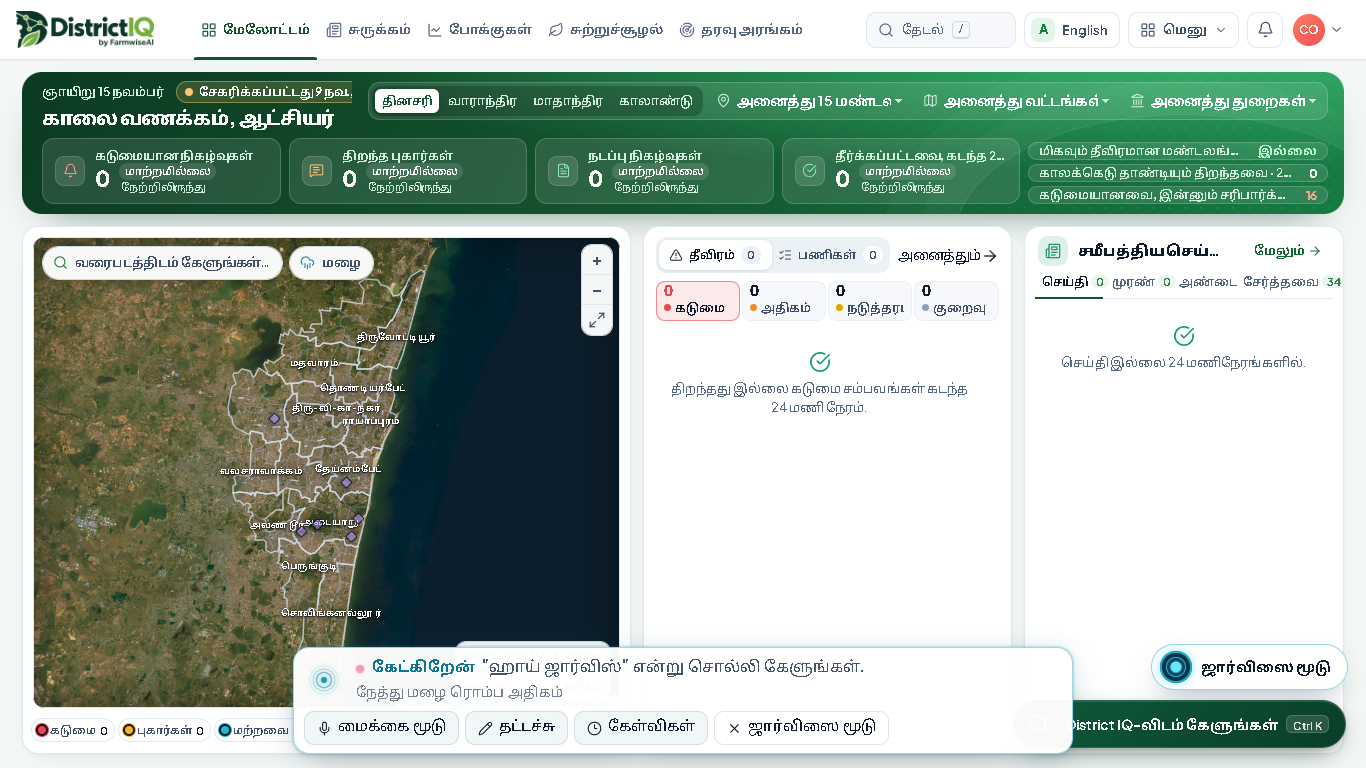 DistrictIQ
by FarmwiseAI
மேலோட்டம்
சுருக்கம்
போக்குகள்
சுற்றுச்சூழல்
தரவு அரங்கம்
தேடல் /
A English
மெனு
CO
ஞாயிறு 15 நவம்பர்
சேகரிக்கப்பட்டது 9 நவ.
காலை வணக்கம், ஆட்சியர்
தினசரி வாராந்திர மாதாந்திர காலாண்டு
அனைத்து 15 மண்டல
அனைத்து வட்டங்கள்
அனைத்து துறைகள்
கடுமையான நிகழ்வுகள்
0 மாற்றமில்லை
நேற்றிலிருந்து
திறந்த புகார்கள்
0 மாற்றமில்லை
நேற்றிலிருந்து
நடப்பு நிகழ்வுகள்
0 மாற்றமில்லை
நேற்றிலிருந்து
தீர்க்கப்பட்டவை, கடந்த 2...
0 மாற்றமில்லை
நேற்றிலிருந்து
மிகவும் தீவிரமான மண்டலங்... இல்லை
காலக்கெடு தாண்டியும் திறந்தவை · 2... 0
கடுமையானவை, இன்னும் சரிபார்க்... 16
வரைபடத்திடம் கேளுங்கள்...
மழை
+
−
திருவோட்டியூர்
மதவாரம்
தொண்டியர்பேட்
திரு-வி-கா-நகர்
ராயாப்புரம்
வலசராவாக்கம்
தேய்னம்பேட்
அலண்டூர்
அடையாறு
பெருங்குடி
சொலிங்கனல்லூர்
கடுமை 0
புகார்கள் 0
மற்றவை
தீவிரம் 0
பணிகள் 0
அனைத்தும்
0 கடுமை
0 அதிகம்
0 நடுத்தர
0 குறைவு
திறந்தது இல்லை கடுமை சம்பவங்கள் கடந்த
24 மணி நேரம்.
சமீபத்திய செய்...
மேலும்
செய்தி 0
முரண் 0
அண்டை
சேர்த்தவை 34
செய்தி இல்லை 24 மணிநேரங்களில்.
கேட்கிறேன் "ஹாய் ஜார்விஸ்" என்று சொல்லி கேளுங்கள்.
நேத்து மழை ரொம்ப அதிகம்
மைக்கை மூடு
தட்டச்சு
கேள்விகள்
ஜார்விஸை மூடு
ஜார்விஸை மூடு
District IQ-விடம் கேளுங்கள் Ctrl K